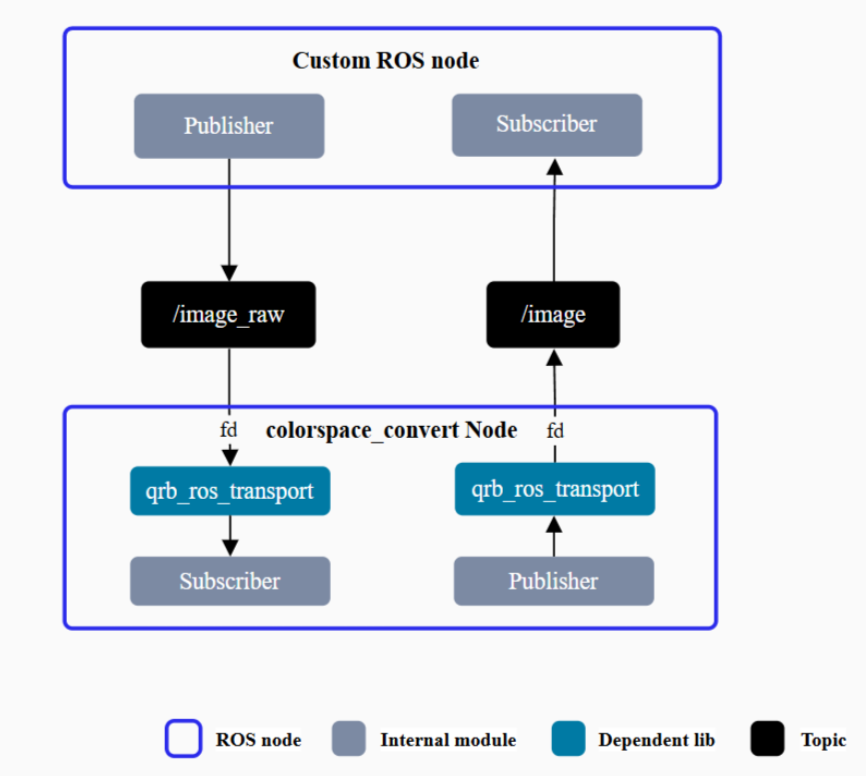 Custom ROS node
Publisher
Subscriber
/image_raw
/image
fd
colorspace_convert Node
fd
qrb_ros_transport
qrb_ros_transport
Subscriber
Publisher
ROS node
Internal module
Dependent lib
Topic